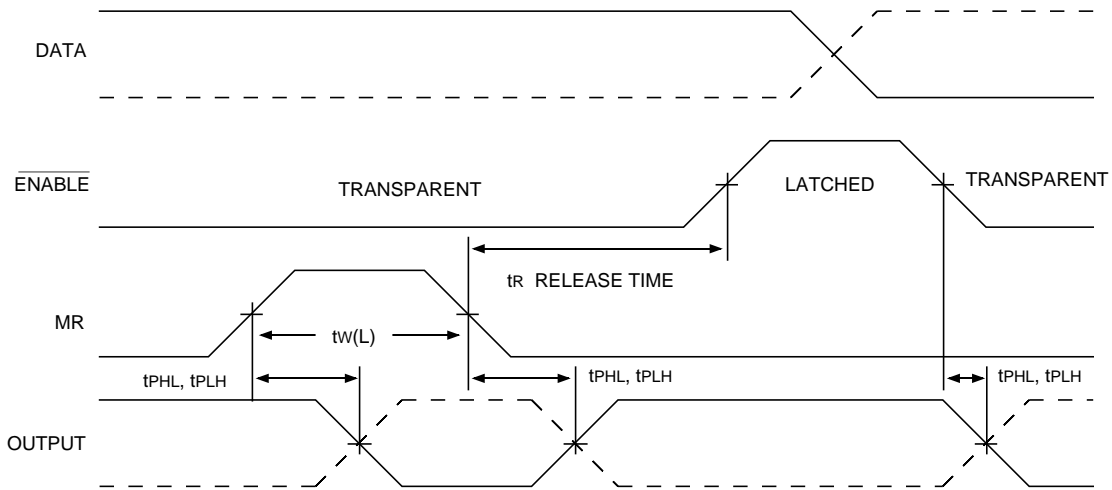 DATA
ENABLE
TRANSPARENT
LATCHED
TRANSPARENT
tR RELEASE TIME
MR
tW(L)
tPHL, tPLH
tPHL, tPLH
tPHL, tPLH
OUTPUT